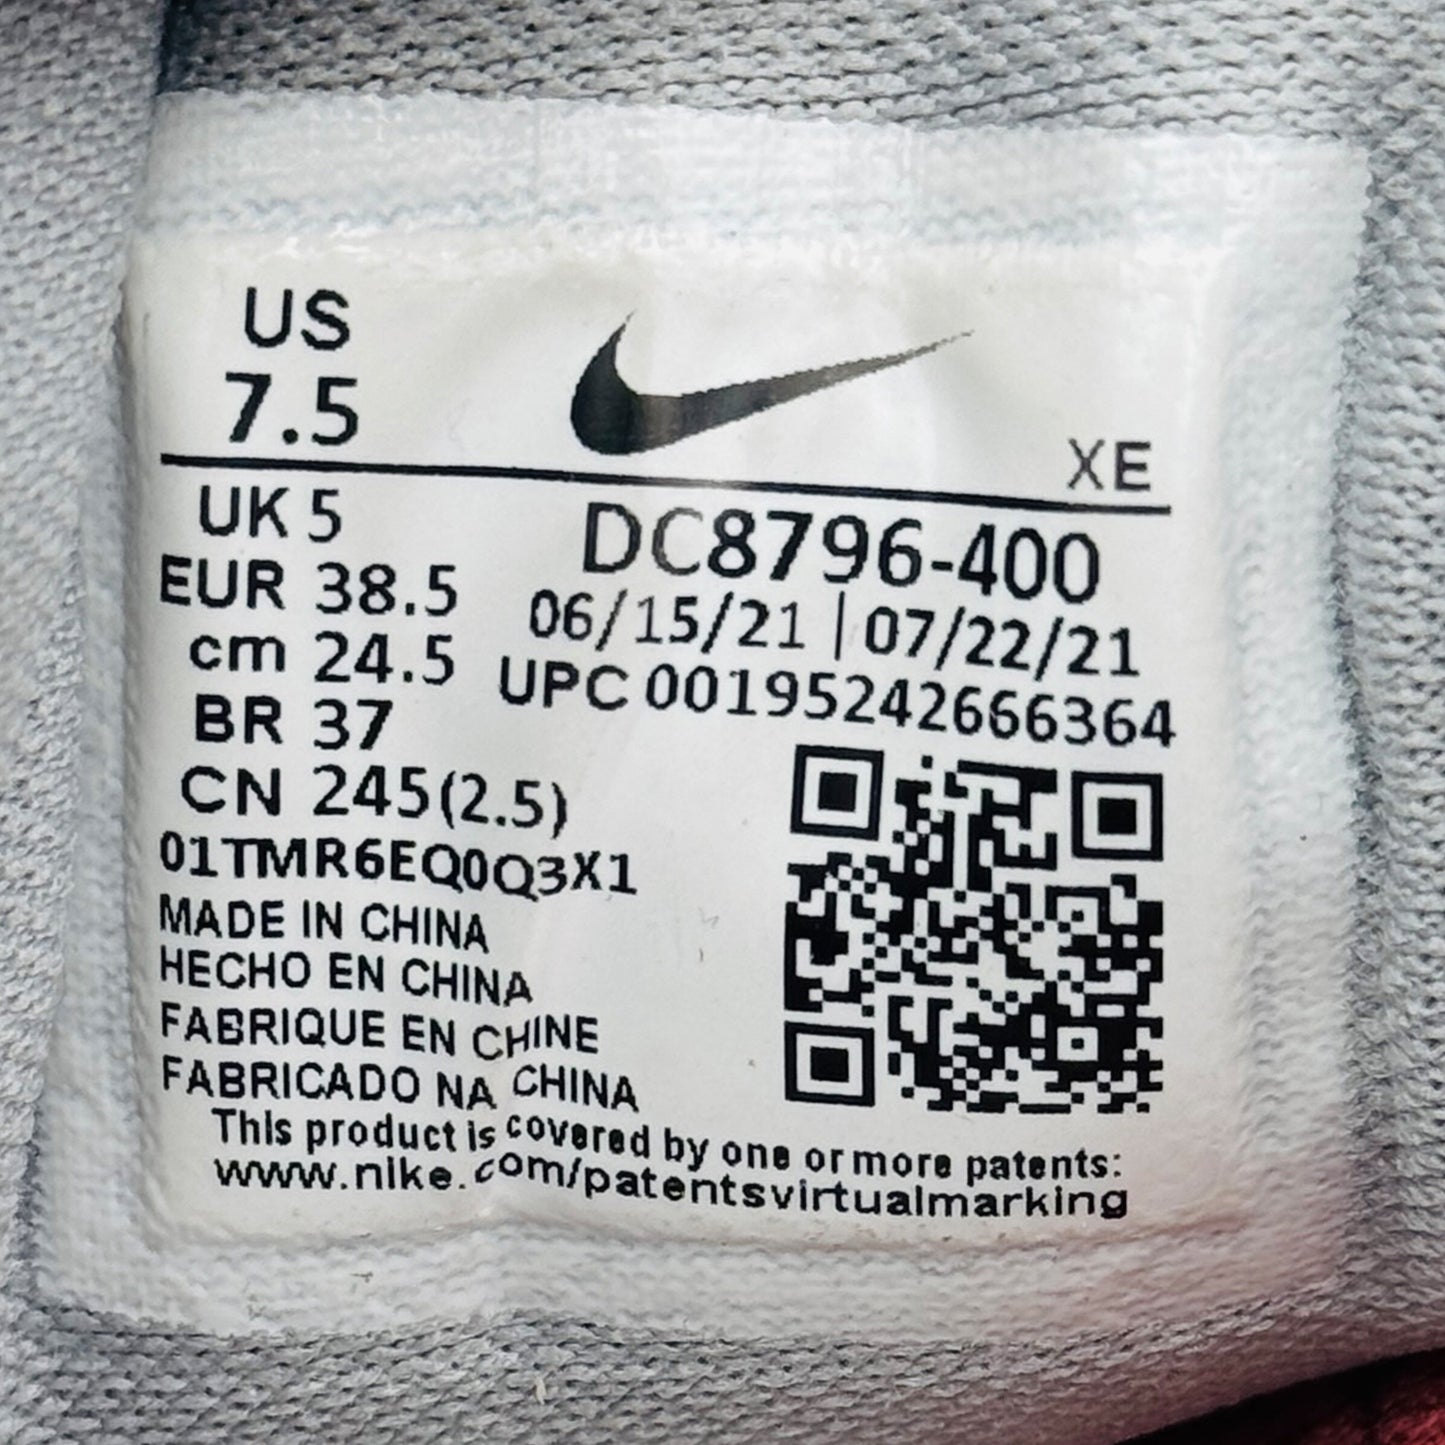 US
7.5
XE
UK 5
EUR 38.5
cm 24.5
BR 37
CN 245(2.5)
DC8796-400
06/15/21 | 07/22/21
UPC 00195242666364
01TMR6EQ0Q3X1
MADE IN CHINA
HECHO EN CHINA
FABRIQUE EN CHINE
FABRICADO NA CHINA
This product is covered by one or more patents:
www.nike.com/patentsvirtualmarking